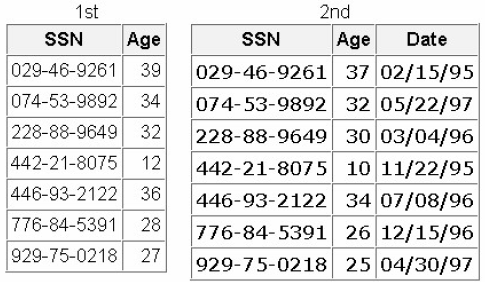 1st 2nd
SSN Age SSN Age Date
029-46-9261 39 029-46-9261 37 02/15/95
074-53-9892 34 074-53-9892 32 05/22/97
228-88-9649 32 228-88-9649 30 03/04/96
442-21-8075 12 442-21-8075 10 11/22/95
446-93-2122 36 446-93-2122 34 07/08/96
776-84-5391 28 776-84-5391 26 12/15/96
929-75-0218 27 929-75-0218 25 04/30/97